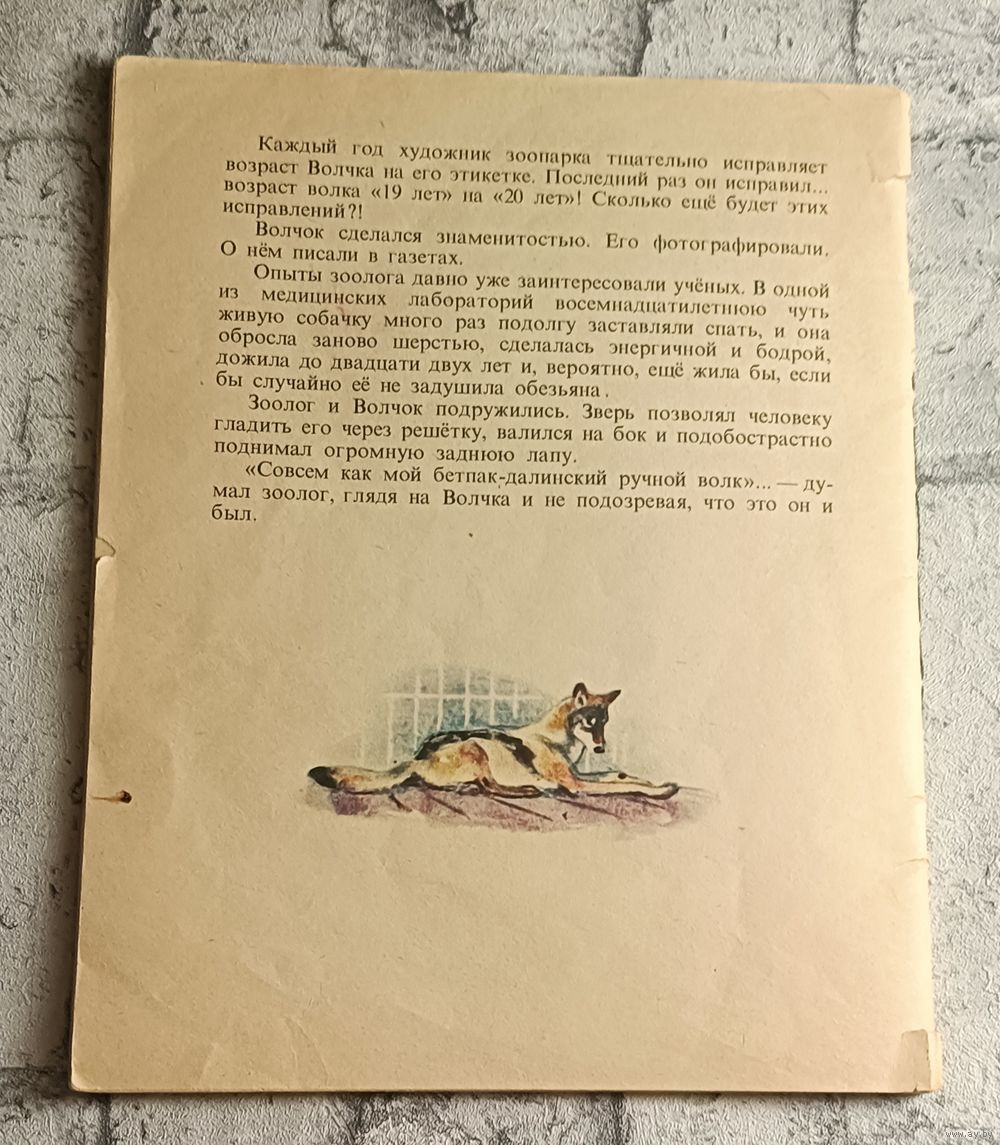 Каждый год художник зоопарка тщательно исправляет
возраст Волчка на его этикетке. Последний раз он исправил...
возраст волка «19 лет» на «20 лет»! Сколько ещё будет этих
исправлений?!
Волчок сделался знаменитостью. Его фотографировали.
О нём писали в газетах.
Опыты зоолога давно уже заинтересовали учёных. В одной
из медицинских лабораторий восемнадцатилетнюю чуть
живую собачку много раз подолгу заставляли спать, и она
обросла заново шерстью, сделалась энергичной и бодрой,
дожила до двадцати двух лет и, вероятно, ещё жила бы, если
бы случайно её не задушила обезьяна.
Зоолог и Волчок подружились. Зверь позволял человеку
гладить его через решётку, валился на бок и подобострастно
поднимал огромную заднюю лапу.
«Совсем как мой бетпак-далинский ручной волк»... — ду-
мал зоолог, глядя на Волчка и не подозревая, что это он и
был.
www.ay.by